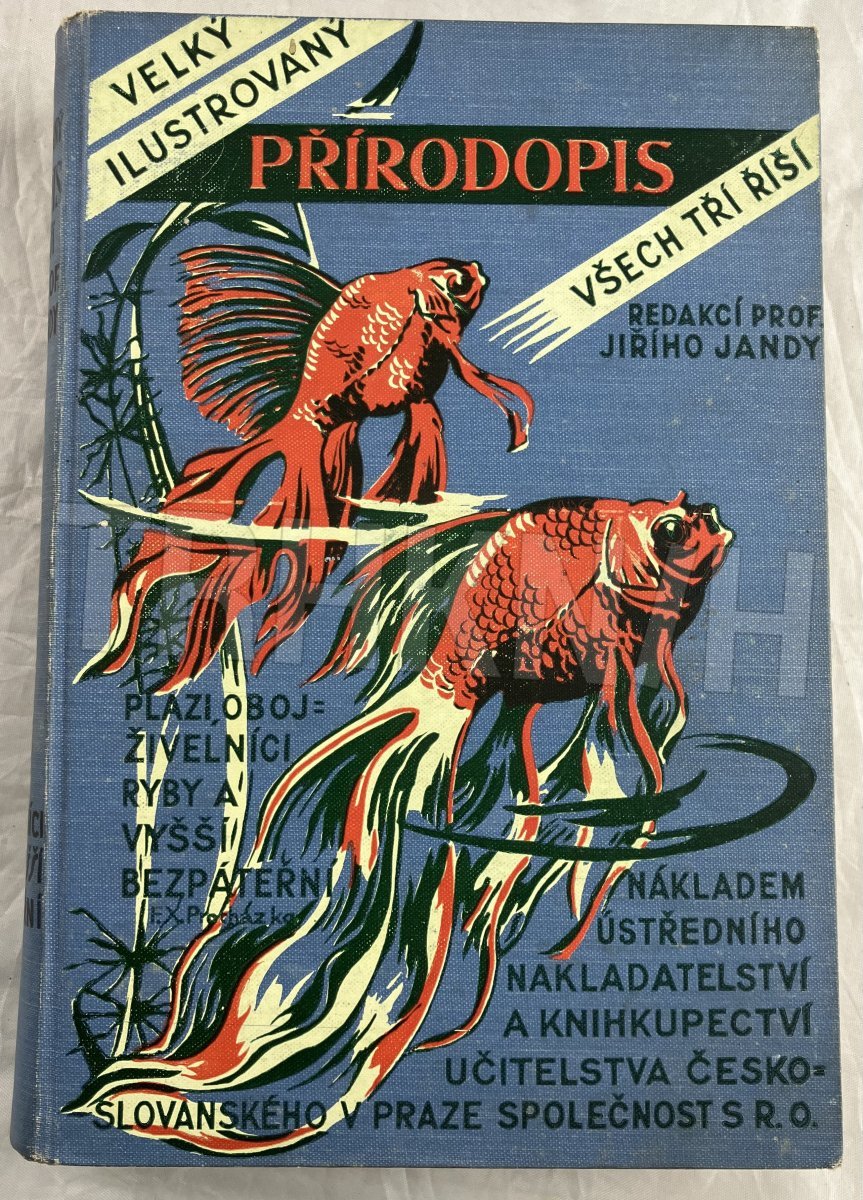 VELKÝ
ILUSTROVANÝ
PŘÍRODOPIS
VŠECH TŘÍ ŘÍŠÍ
REDAKCÍ PROF.
JIŘÍHO JANDY
PLAZI, OBOJ=
ŽIVELNÍCI
RYBY A
VYŠŠÍ
BEZPÁTEŘNÍ
F.X. Procházka
NÁKLADEM
ÚSTŘEDNÍHO
NAKLADATELSTVÍ
A KNIHKUPECTVÍ
UČITELSTVA ČESKO=
SLOVANSKÉHO V PRAZE SPOLEČNOST S R. O.